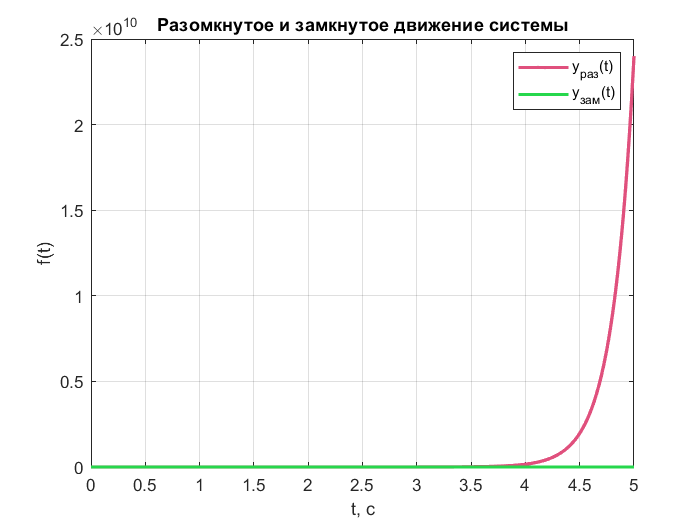 Разомкнутое и замкнутое движение системы
×10^10
2.5
2
1.5
1
0.5
0
y_раз(t)
y_зам(t)
f(t)
0 0.5 1 1.5 2 2.5 3 3.5 4 4.5 5
t, c